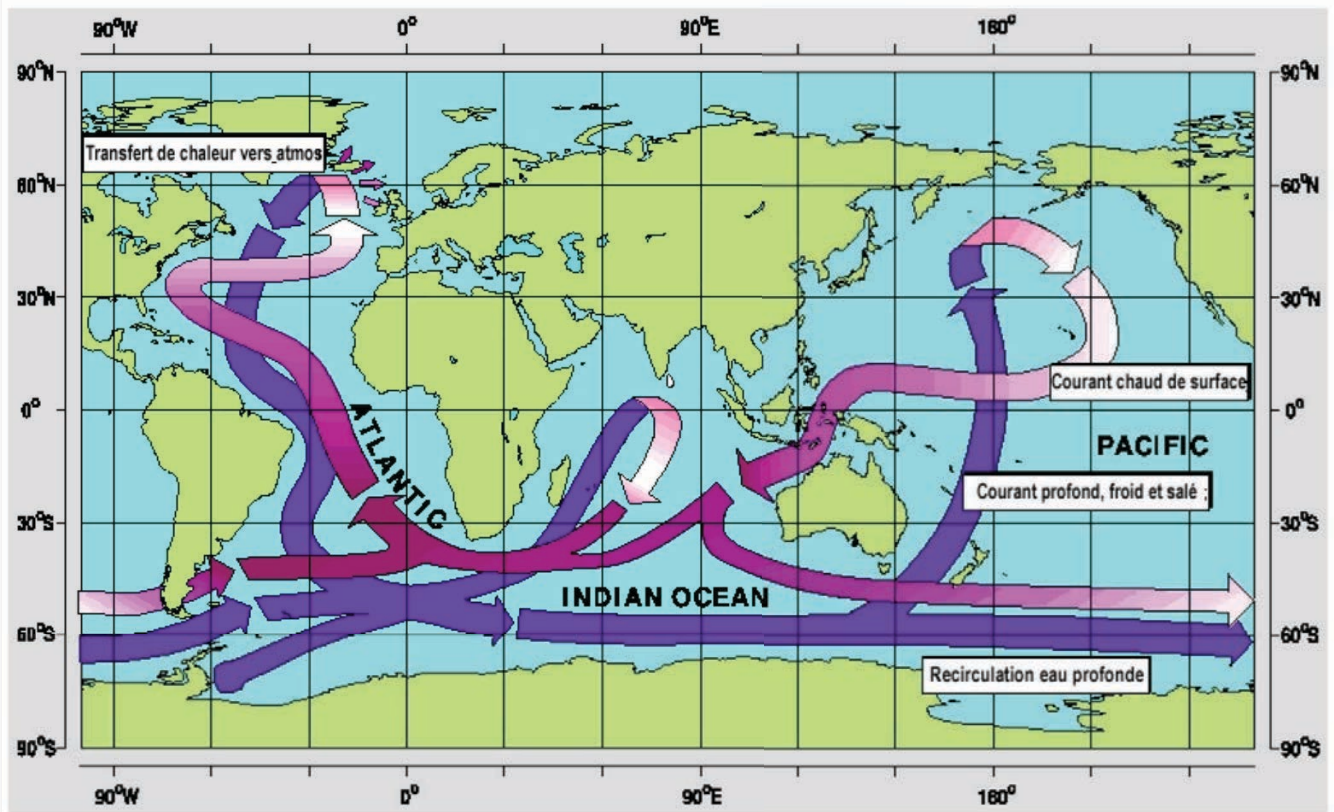 90°W 0° 90°E 180°
90°N 90°N
Transfert de chaleur vers atmos
60°N 60°N
30°N 30°N
Courant chaud de surface
0° 0°
ATLANTIC
PACIFIC
Courant profond, froid et salé ;
30°S 30°S
INDIAN OCEAN
60°S 60°S
Recirculation eau profonde
90°S 90°S
90°W 0° 90°E 180°